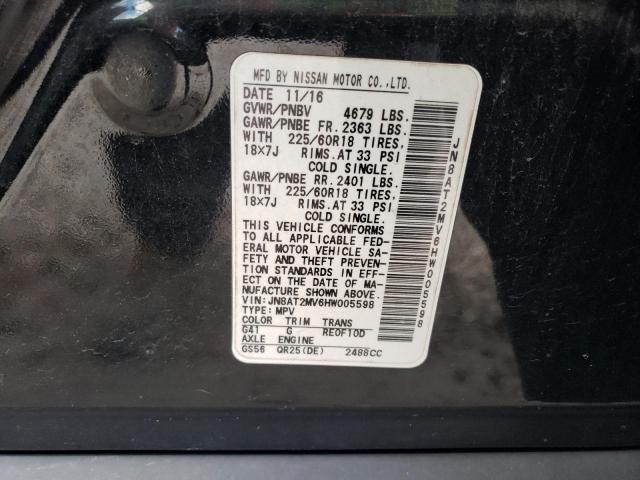 MFD BY NISSAN MOTOR CO.,LTD.
DATE 11/16
GVWR/PNBV 4679 LBS.
GAWR/PNBE FR. 2363 LBS.
WITH 225/60R18 TIRES,
18X7J RIMS.AT 33 PSI
COLD SINGLE.
GAWR/PNBE RR. 2401 LBS.
WITH 225/60R18 TIRES,
18X7J RIMS.AT 33 PSI
COLD SINGLE.
THIS VEHICLE CONFORMS
TO ALL APPLICABLE FED-
ERAL MOTOR VEHICLE SA-
FETY AND THEFT PREVEN-
TION STANDARDS IN EFF-
ECT ON THE DATE OF MA-
NUFACTURE SHOWN ABOVE.
VIN:JN8AT2MV6HW005598
TYPE:MPV
COLOR TRIM TRANS
G41 G RE0F10D
AXLE ENGINE
GS56 QR25(DE) 2488CC
JN8AT2MV6HW005598